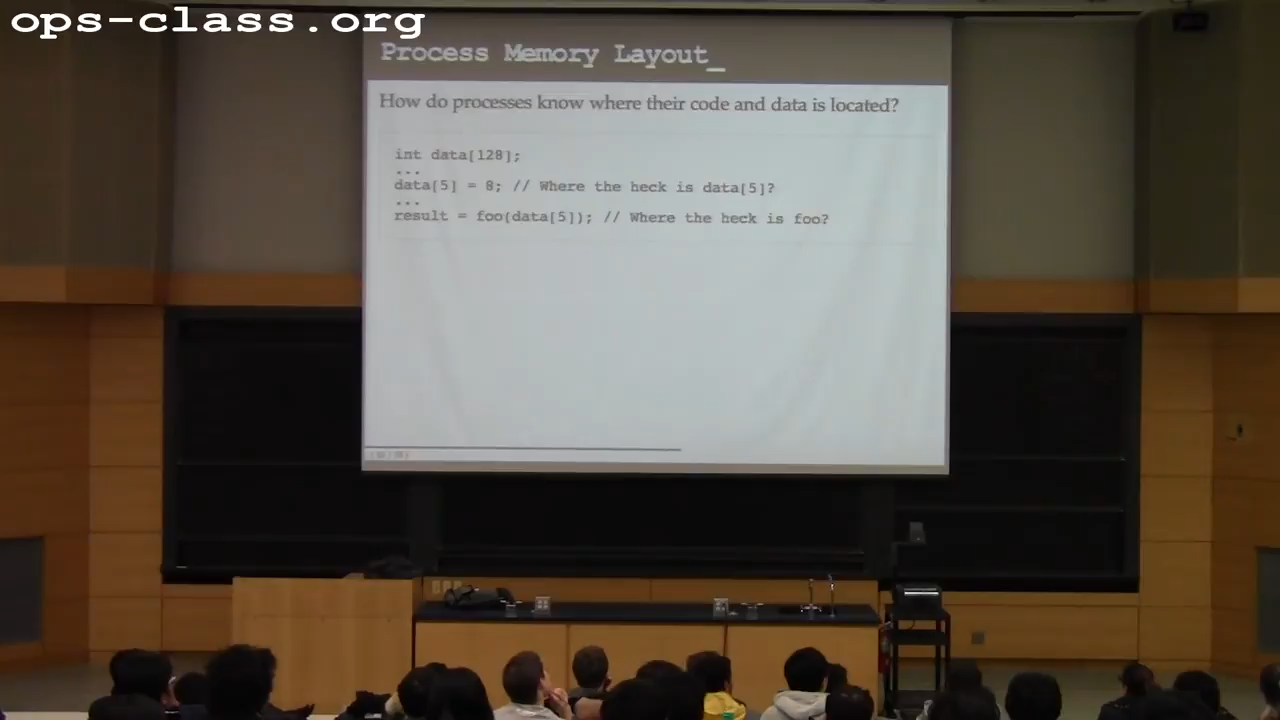 ops-class.org
Process Memory Layout_
How do processes know where their code and data is located?
int data[128];
...
data[5] = 8; // Where the heck is data[5]?
...
result = foo(data[5]); // Where the heck is foo?